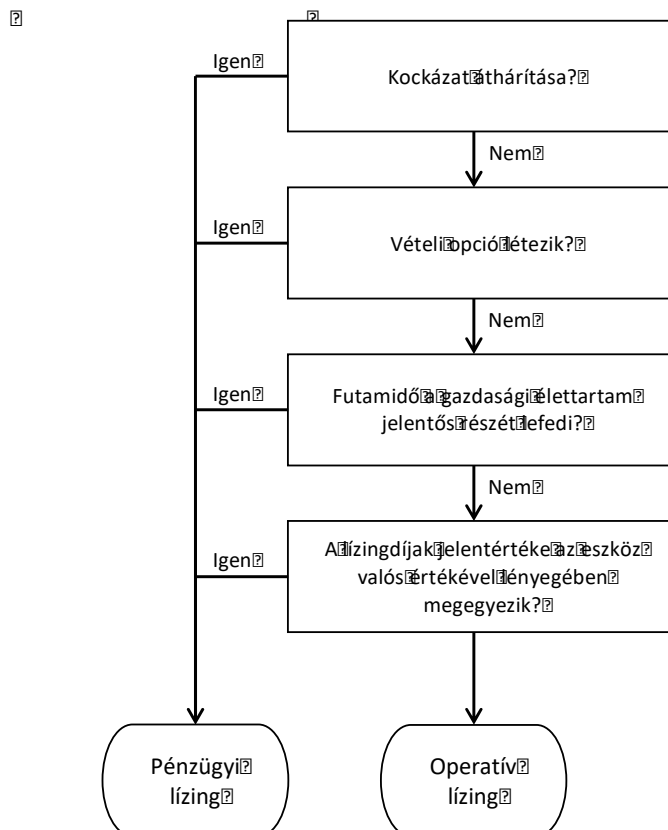 Igen
Kockázat áthárítása?
Nem
Igen
Vételi opció létezik?
Nem
Igen
Futamidő a gazdasági élettartam
jelentős részét lefedi?
Nem
Igen
A lízingdíjak jelentértéke az eszköz
valós értékével lényegében
megegyezik?
Pénzügyi
lízing
Operatív
lízing